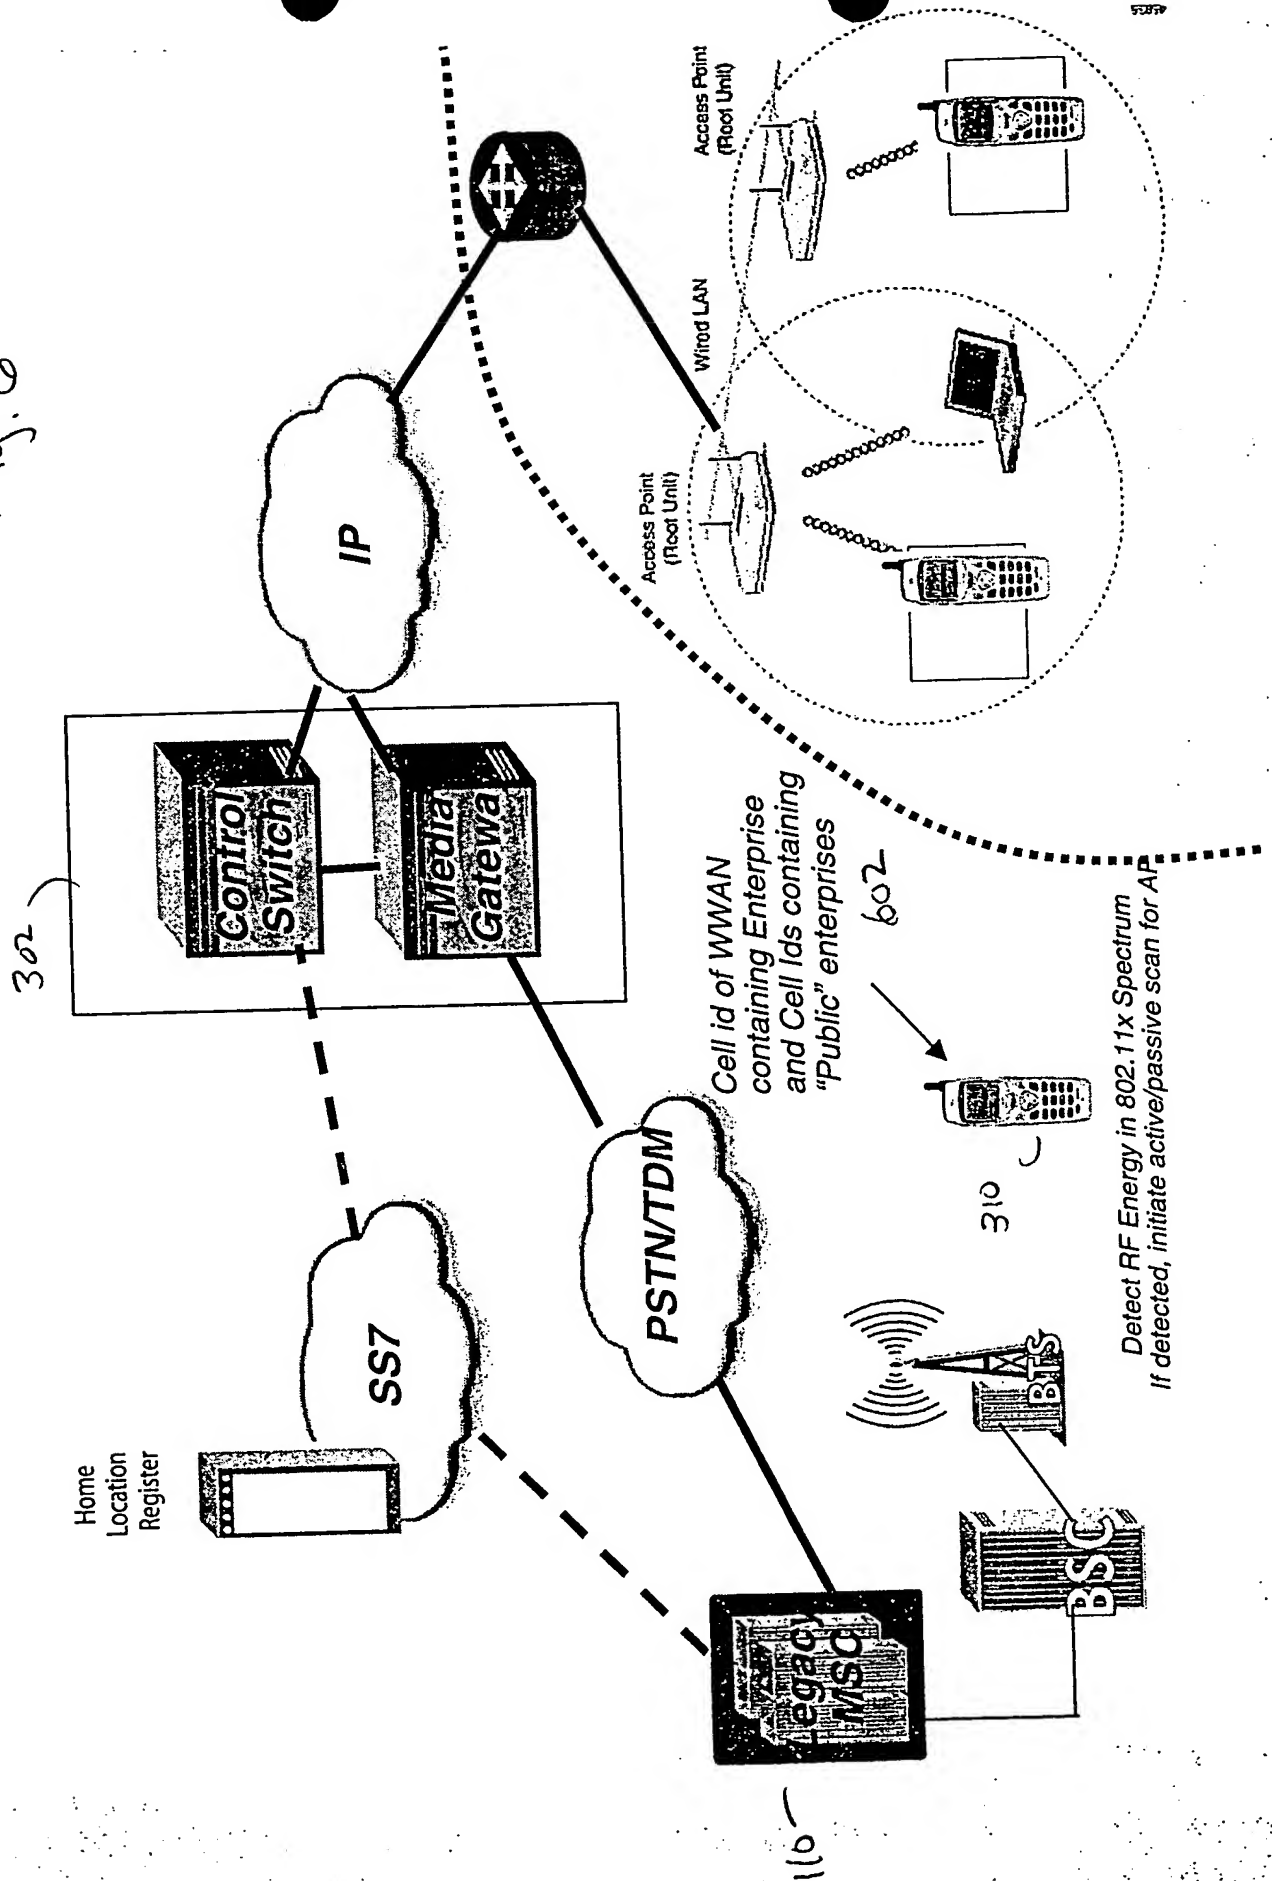 Fig. 6
302
Home
Location
Register
SS7
Control
Switch
Media
Gatewa
IP
PSTN/TDM
Legacy
MSC
110
BSC
BTS
Cell id of WWAN
containing Enterprise
and Cell Ids containing
"Public" enterprises
602
310
Detect RF Energy in 802.11x Spectrum
If detected, initiate active/passive scan for AP
Access Point
(Root Unit)
Wired LAN
Access Point
(Root Unit)